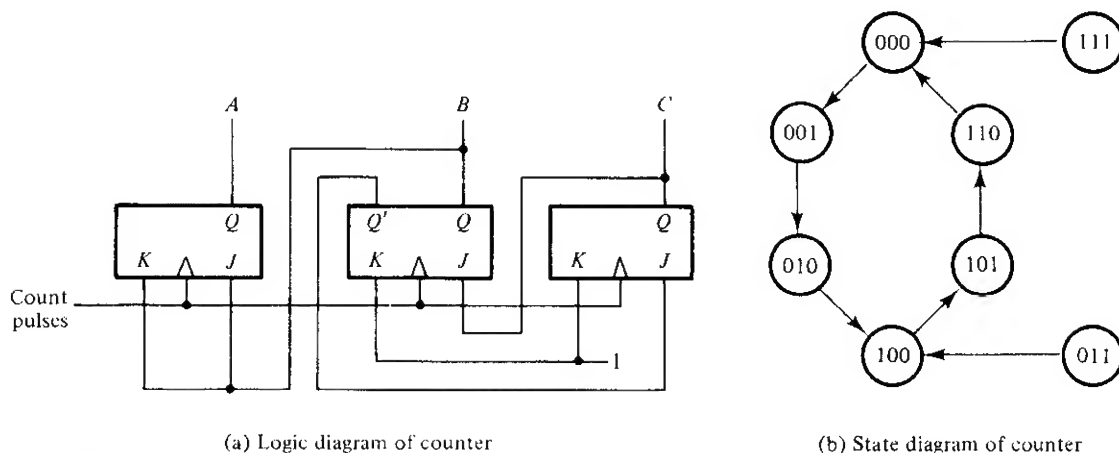 A B C
Q Q' Q Q
K J K J K J
Count
pulses
1
(a) Logic diagram of counter
000 111
001 110
010 101
100 011
(b) State diagram of counter